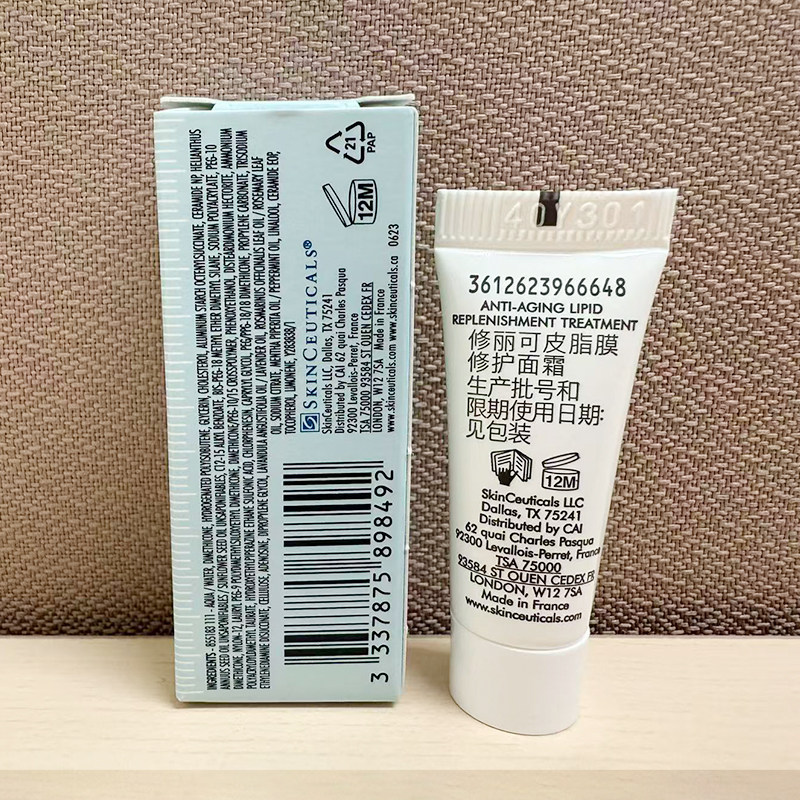 INGREDIENTS - 855183 1111 - AQUA / WATER, DIMETHICONE, HYDROGENATED POLYISOBUTENE, GLYCERIN, CHOLESTEROL, ALUMINUM STARCH OCTENYLSUCCINATE, CERAMIDE NP, HELIANTHUS
ANNUUS SEED OIL UNSAPONIFIABLES / SUNFLOWER SEED OIL UNSAPONIFIABLES, C12-15 ALKYL BENZOATE, BIS-PEG-18 METHYL ETHER DIMETHYL SILANE, SODIUM POLYACRYLATE, PEG-10
DIMETHICONE, NYLON-12, LAURYL PEG-9 POLYDIMETHYLSILOXYETHYL DIMETHICONE, DIMETHICONE/PEG-10/15 CROSSPOLYMER, PHENOXYETHANOL, DISTEARDIMONIUM HECTORITE, AMMONIUM
POLYACRYLOYLDIMETHYL TAURATE, HYDROXYETHYLPIPERAZINE ETHANE SULFONIC ACID, CHLORPHENESIN, CAPRYLYL GLYCOL, PEG/PPG-18/18 DIMETHICONE, PROPYLENE CARBONATE, TRISODIUM
ETHYLENEDIAMINE DISUCCINATE, CELLULOSE, ADENOSINE, DIPROPYLENE GLYCOL, LAVANDULA ANGUSTIFOLIA OIL / LAVENDER OIL, ROSMARINUS OFFICINALIS LEAF OIL / ROSEMARY LEAF
OIL, SODIUM CITRATE, MENTHA PIPERITA OIL / PEPPERMINT OIL, LINALOOL, CERAMIDE EOP,
TOCOPHEROL, LIMONENE,
SKINCEUTICALS®
SkinCeuticals LLC, Dallas, TX 75241
Distributed by CAI 62 quai Charles Pasqua
92300 Levallois-Perret, France
TSA 75000 93584 ST OUEN CEDEX FR
LONDON, W12 7SA Made in France
www.skinceuticals.com www.skinceuticals.ca 0623
12M
21
PAP
3 337875 898492
40Y301
3612623966648
ANTI-AGING LIPID
REPLENISHMENT TREATMENT
修丽可皮脂膜
修护面霜
生产批号和
限期使用日期:
见包装
12M
SkinCeuticals LLC
Dallas, TX 75241
Distributed by CAI
62 quai Charles Pasqua
92300 Levallois-Perret, France
TSA 75000
93584 ST OUEN CEDEX FR
LONDON, W12 7SA
Made in France
www.skinceuticals.com